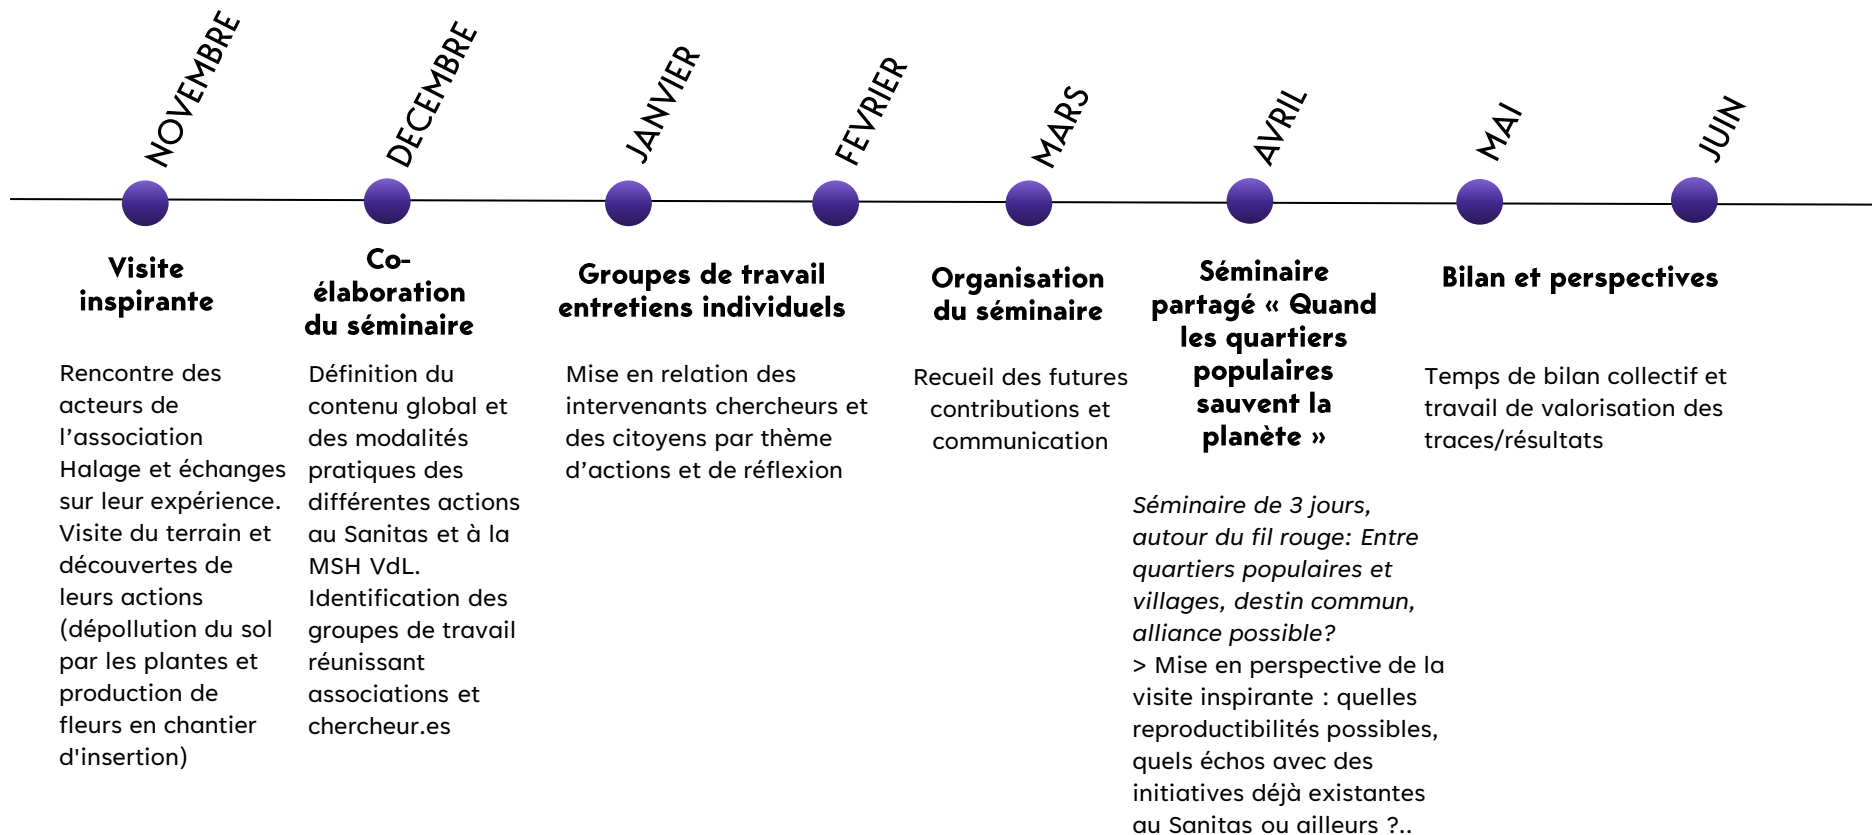 NOVEMBRE
DECEMBRE
JANVIER
FEVRIER
MARS
AVRIL
MAI
JUIN
Visite
inspirante
Rencontre des
acteurs de
l’association
Halage et échanges
sur leur expérience.
Visite du terrain et
découvertes de
leurs actions
(dépollution du sol
par les plantes et
production de
fleurs en chantier
d'insertion)
Co-
élaboration
du séminaire
Définition du
contenu global et
des modalités
pratiques des
différentes actions
au Sanitas et à la
MSH VdL.
Identification des
groupes de travail
réunissant
associations et
chercheur.es
Groupes de travail
entretiens individuels
Mise en relation des
intervenants chercheurs et
des citoyens par thème
d’actions et de réflexion
Organisation
du séminaire
Recueil des futures
contributions et
communication
Séminaire
partagé « Quand
les quartiers
populaires
sauvent la
planète »
Séminaire de 3 jours,
autour du fil rouge: Entre
quartiers populaires et
villages, destin commun,
alliance possible?
> Mise en perspective de la
visite inspirante : quelles
reproductibilités possibles,
quels échos avec des
initiatives déjà existantes
au Sanitas ou ailleurs ?..
Bilan et perspectives
Temps de bilan collectif et
travail de valorisation des
traces/résultats